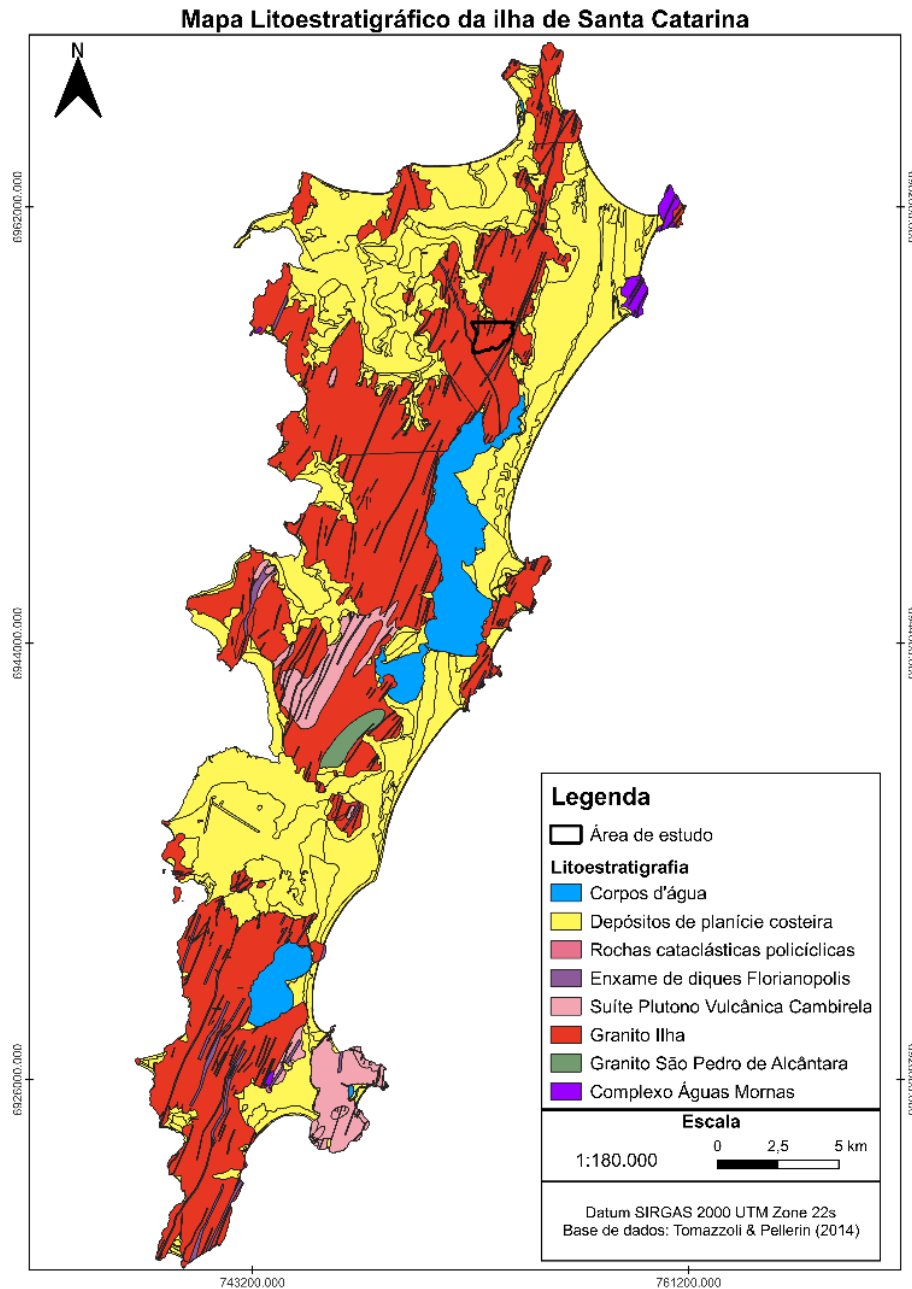 Mapa Litoestratigráfico da ilha de Santa Catarina
N
6962000.000
6944000.000
6926000.000
Legenda
Área de estudo
Litoestratigrafia
Corpos d'água
Depósitos de planície costeira
Rochas cataclásticas policíclicas
Enxame de diques Florianopolis
Suíte Plutono Vulcânica Cambirela
Granito Ilha
Granito São Pedro de Alcântara
Complexo Águas Mornas
Escala
1:180.000
0 2,5 5 km
Datum SIRGAS 2000 UTM Zone 22s
Base de dados: Tomazzoli & Pellerin (2014)
743200.000 761200.000